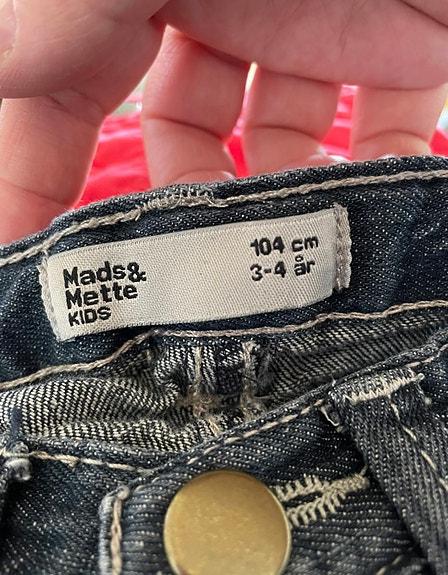 Mads&
Mette
KIDS
104 cm
3-4 år